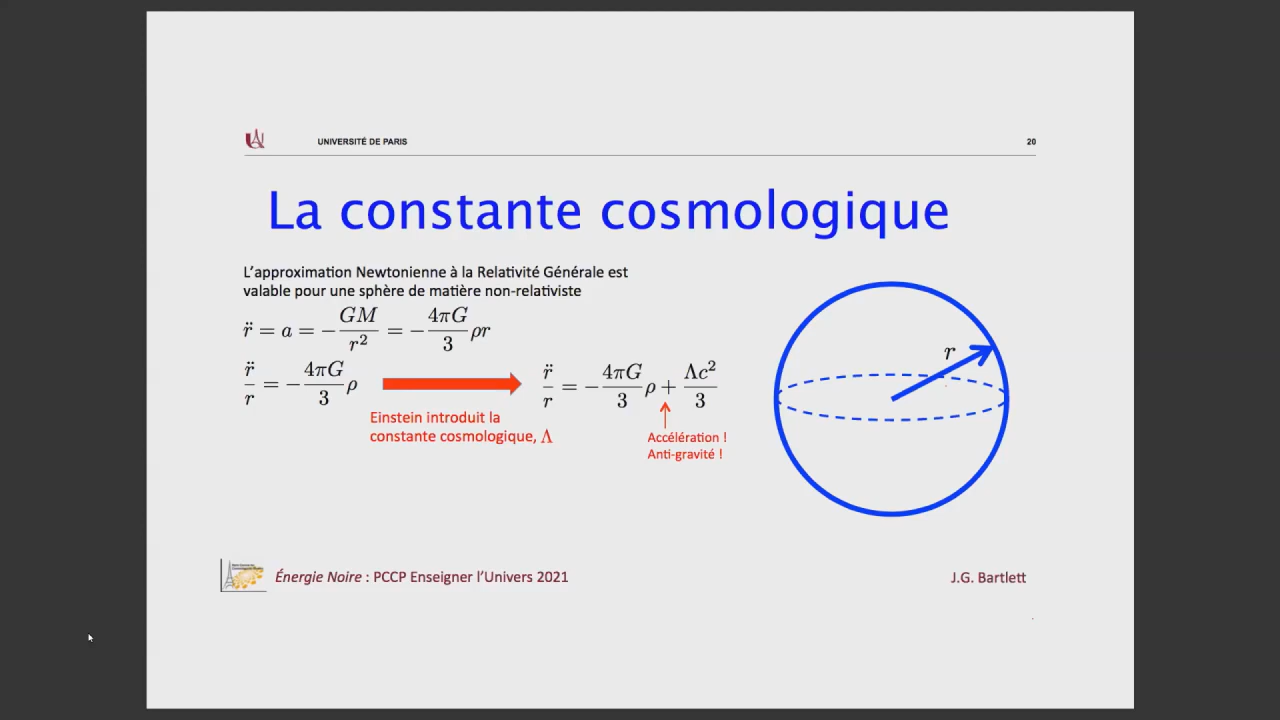 UNIVERSITÉ DE PARIS
20
La constante cosmologique
L'approximation Newtonienne à la Relativité Générale est
valable pour une sphère de matière non-relativiste
r̈ = a = −GM/r² = −4πG/3 ρr
r̈/r = −4πG/3 ρ
r̈/r = −4πG/3 ρ + Λc²/3
Einstein introduit la
constante cosmologique, Λ
Accélération !
Anti-gravité !
r
Énergie Noire : PCCP Enseigner l'Univers 2021
J.G. Bartlett